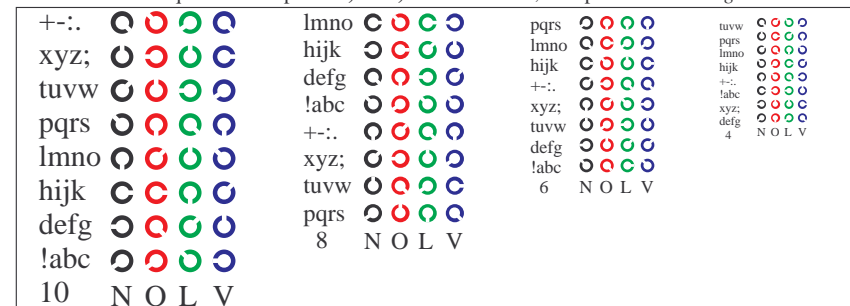 +-:.
xyz;
tuvw
pqrs
lmno
hijk
defg
!abc
10 N O L V
lmno
hijk
defg
!abc
+-:.
xyz;
tuvw
pqrs
8 N O L V
pqrs
lmno
hijk
+-:.
xyz;
tuvw
defg
!abc
6 N O L V
tuvw
pqrs
lmno
hijk
+-:.
!abc
xyz;
defg
4 N O L V